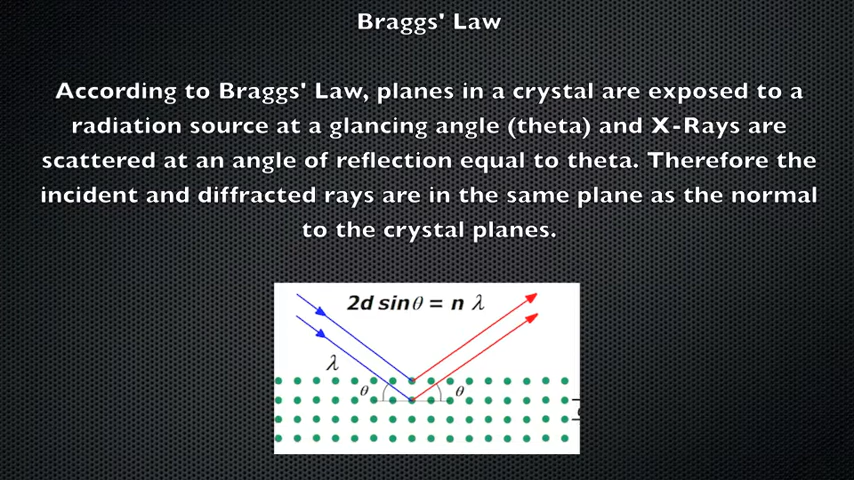 Braggs' Law
According to Braggs' Law, planes in a crystal are exposed to a
radiation source at a glancing angle (theta) and X-Rays are
scattered at an angle of reflection equal to theta. Therefore the
incident and diffracted rays are in the same plane as the normal
to the crystal planes.
2d sinθ = n λ
λ
θ θ